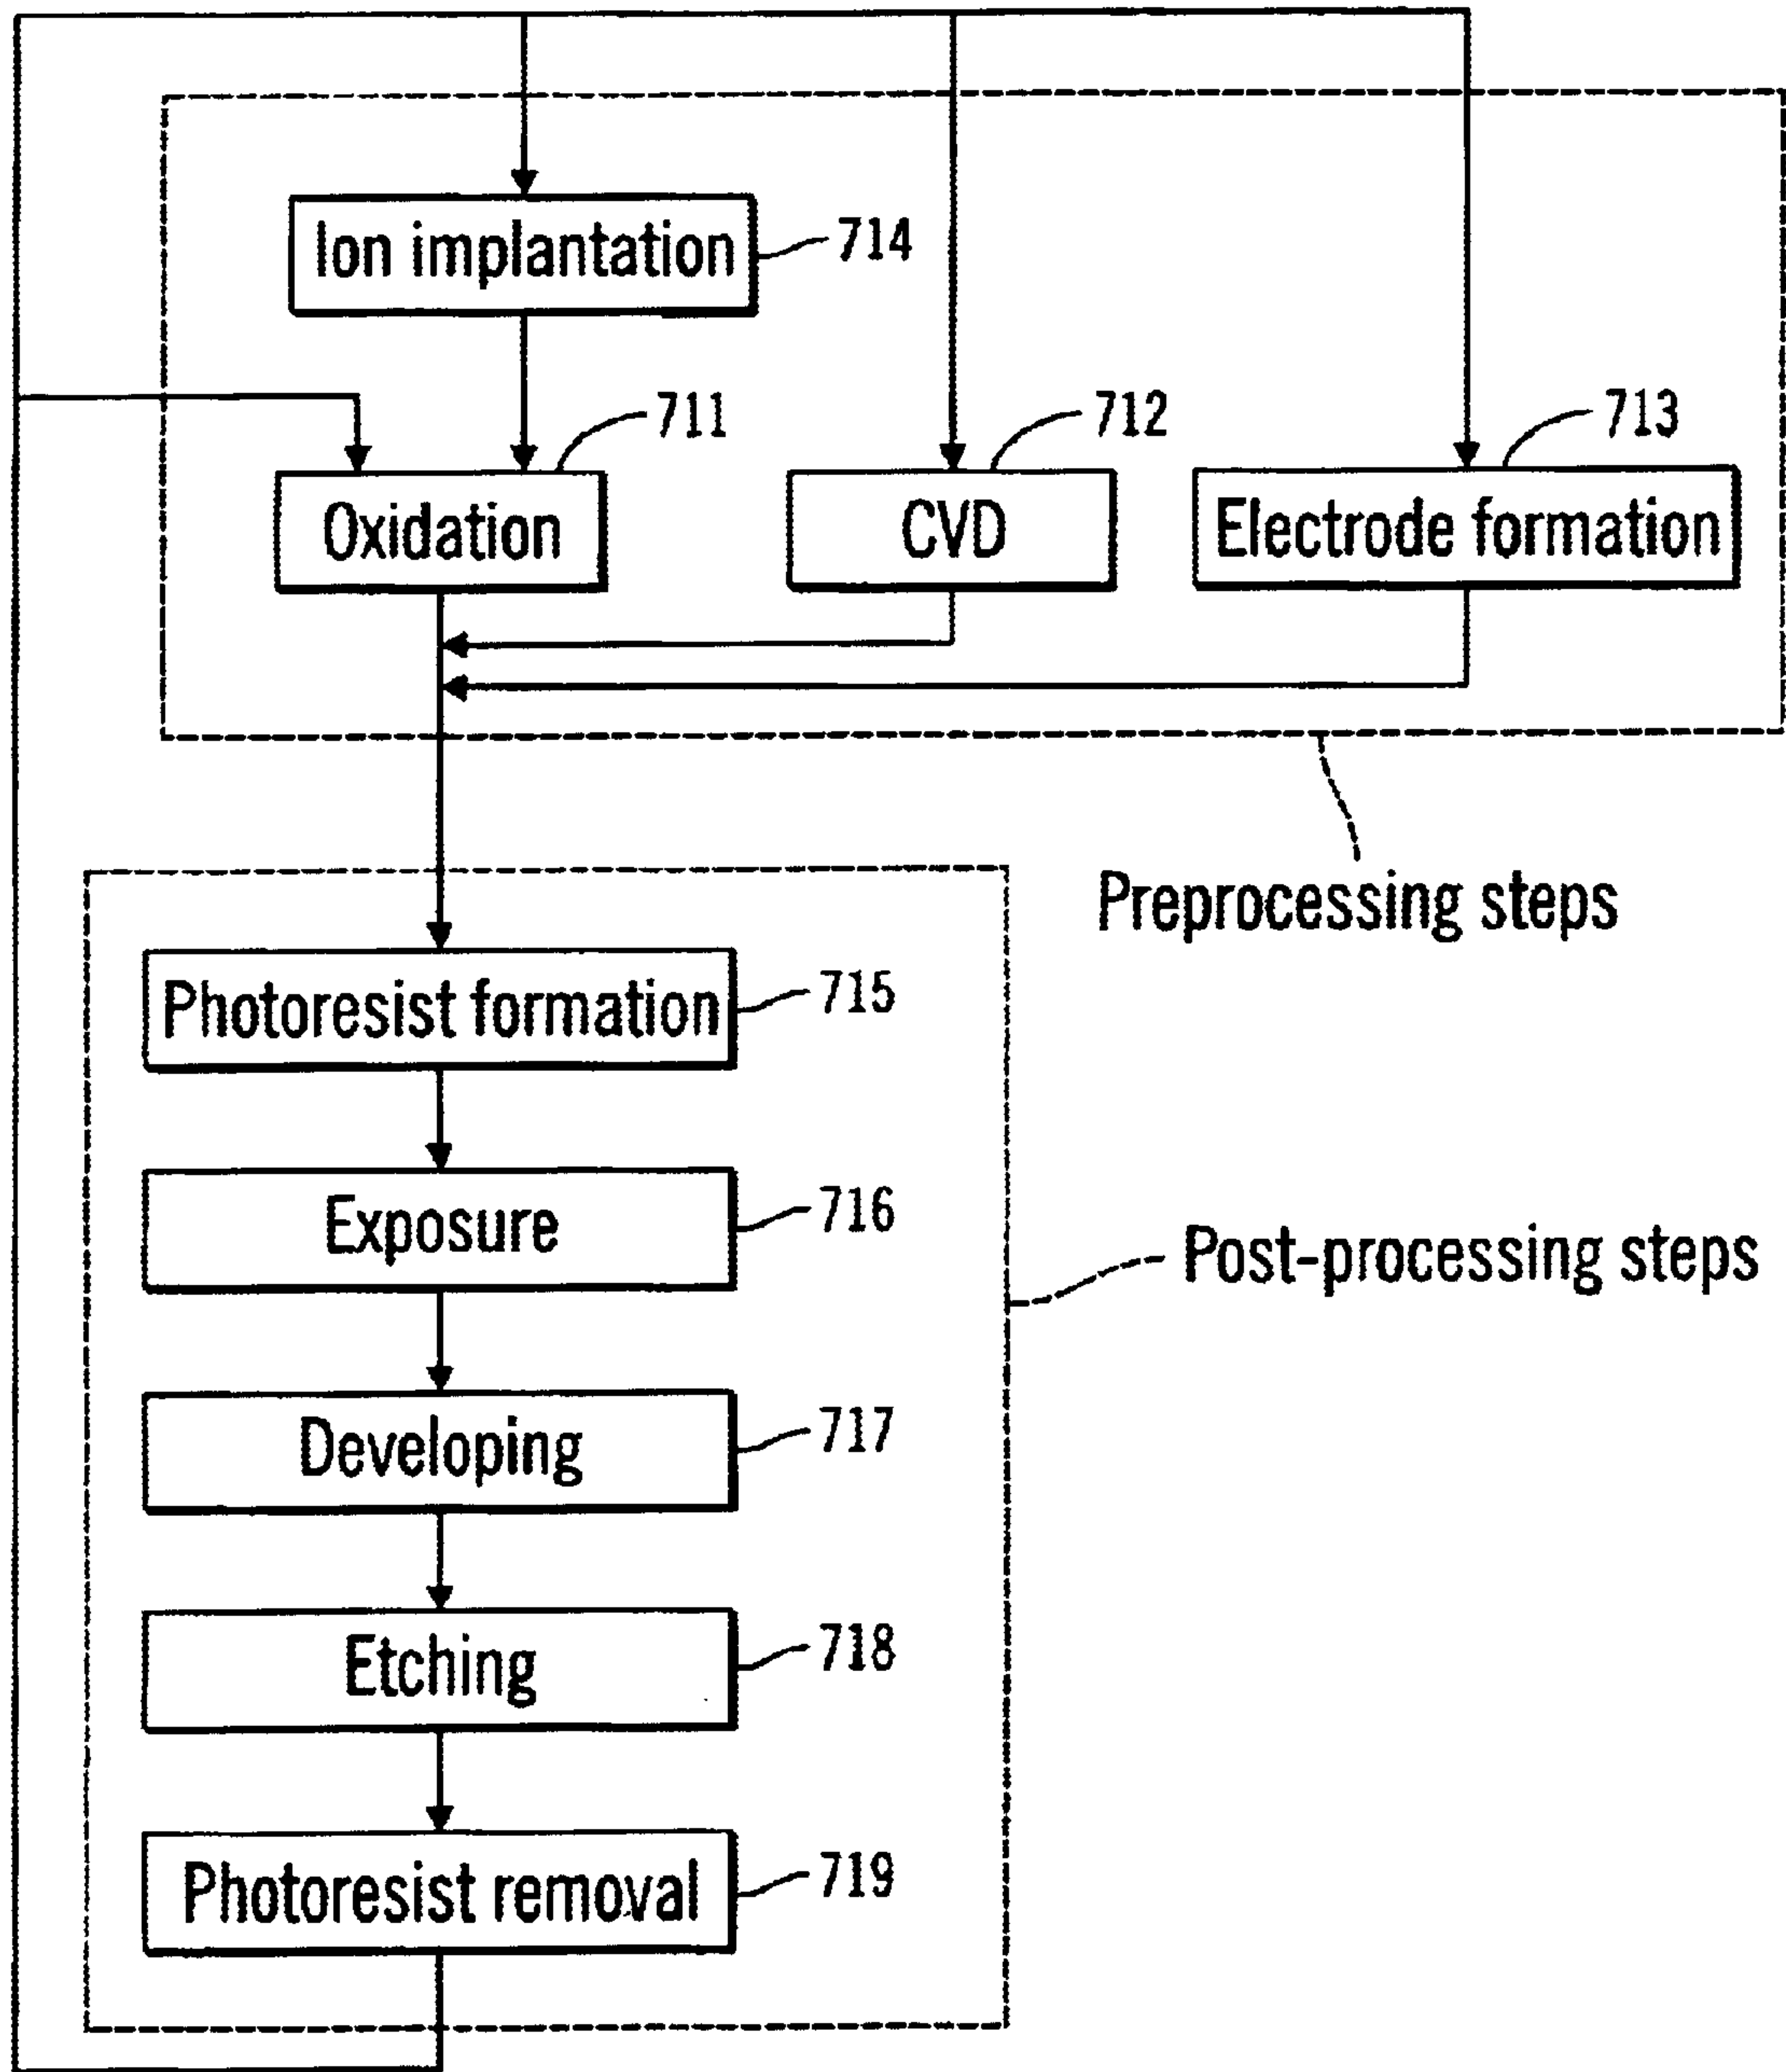 Ion implantation
714
711
712
713
Oxidation
CVD
Electrode formation
Preprocessing steps
Photoresist formation
715
Exposure
716
Post-processing steps
Developing
717
Etching
718
Photoresist removal
719